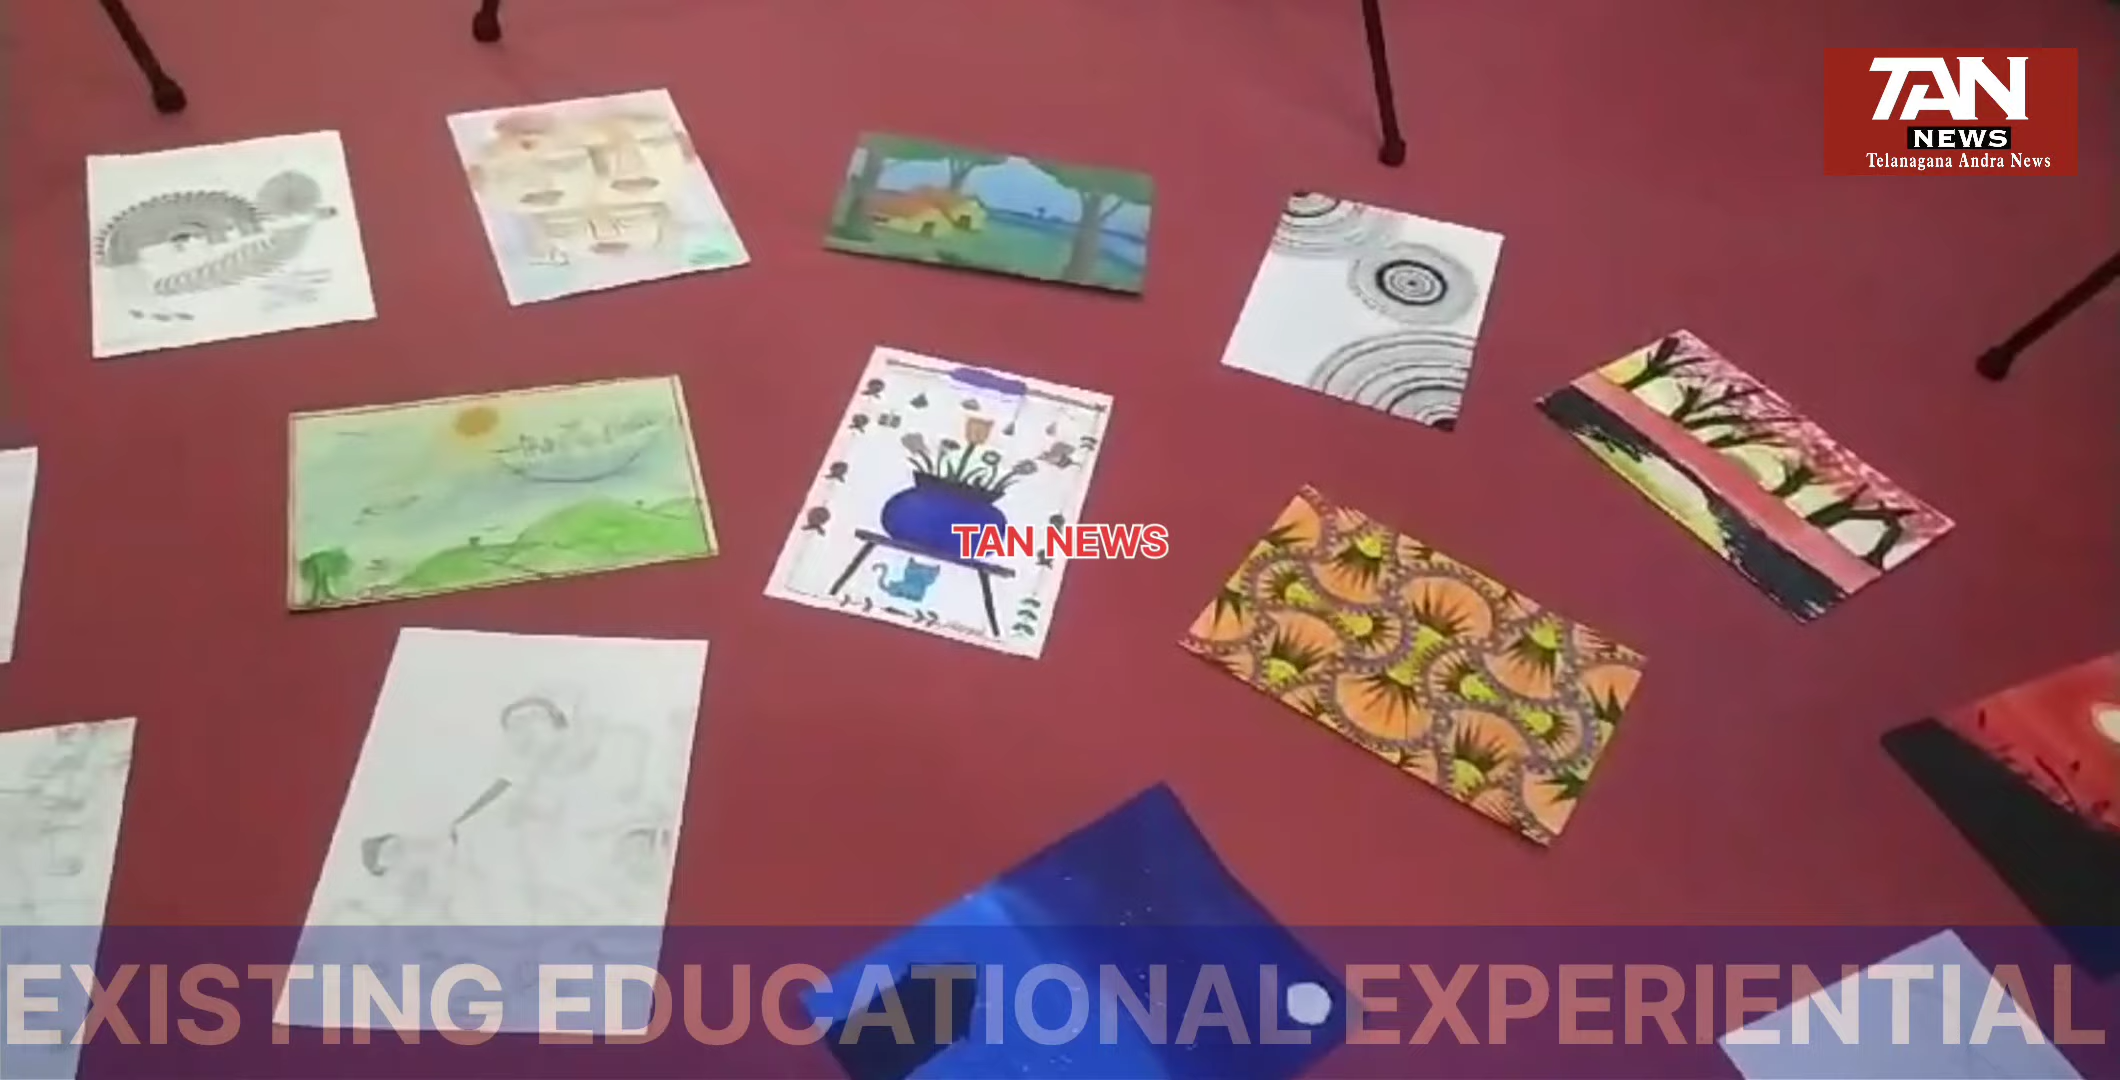 TAN
NEWS
Telanagana Andra News
TAN NEWS
EXISTING EDUCATIONAL EXPERIENTIAL